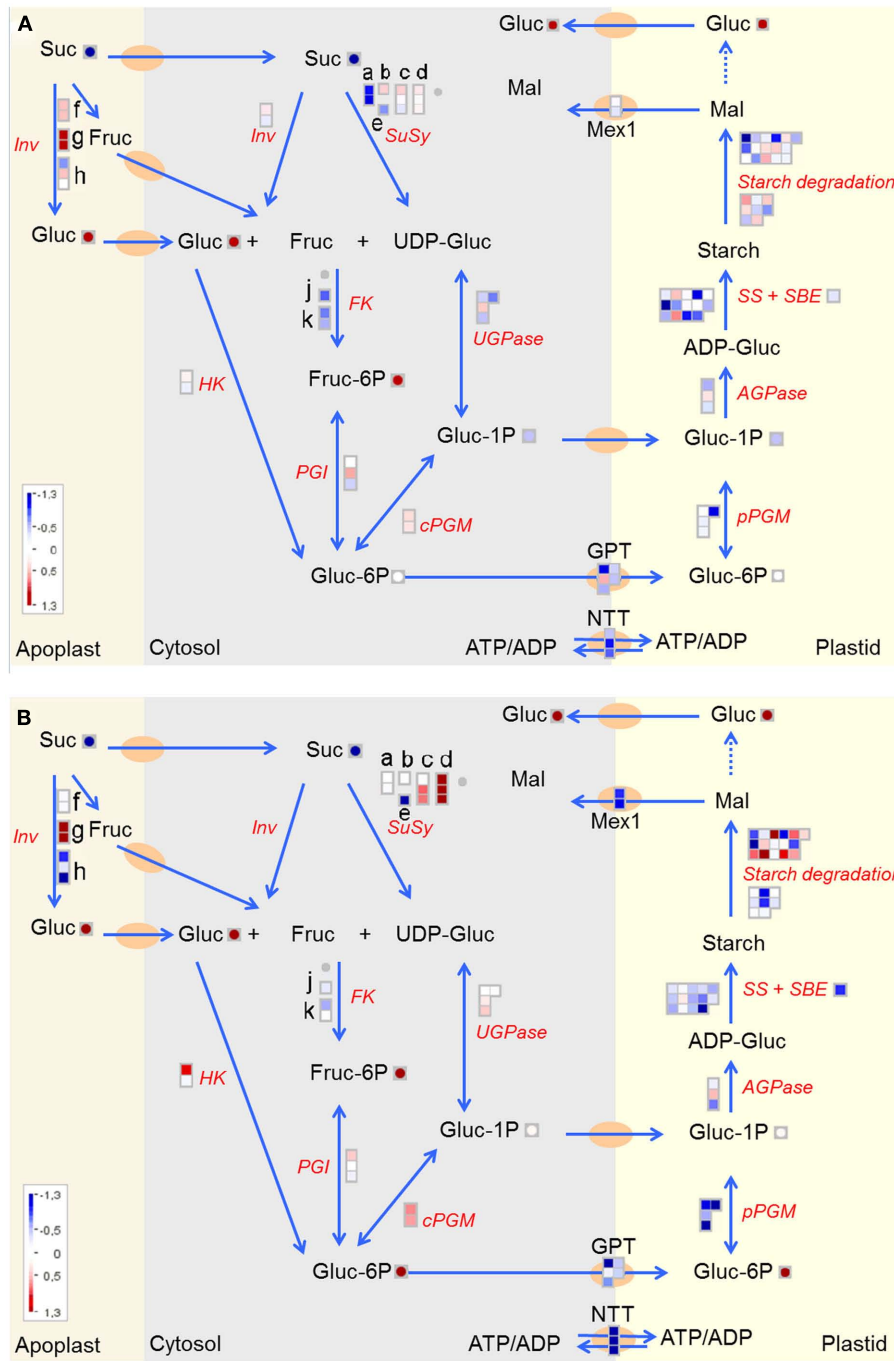 A
Gluc
Gluc
Suc
Suc
a b c d
Mal
Mal
f
e
SuSy
Mex1
Inv
g
Fruc
Inv
h
Starch degradation
Gluc
Gluc + Fruc + UDP-Gluc
Starch
j
FK
k
SS + SBE
UGPase
ADP-Gluc
HK
Fruc-6P
AGPase
Gluc-1P
Gluc-1P
PGI
-1,3
-0.5
0
0.5
1.3
cPGM
pPGM
GPT
Gluc-6P
Gluc-6P
NTT
Apoplast
Cytosol
ATP/ADP
ATP/ADP
Plastid
B
Gluc
Gluc
Suc
Suc
a b c d
Mal
Mal
f
e
SuSy
Mex1
Inv
g
Fruc
Inv
h
Starch degradation
Gluc
Gluc + Fruc + UDP-Gluc
Starch
j
FK
k
SS + SBE
UGPase
ADP-Gluc
HK
Fruc-6P
AGPase
Gluc-1P
Gluc-1P
PGI
-1,3
-0.5
0
0,5
1,3
cPGM
pPGM
GPT
Gluc-6P
Gluc-6P
NTT
Apoplast
Cytosol
ATP/ADP
ATP/ADP
Plastid